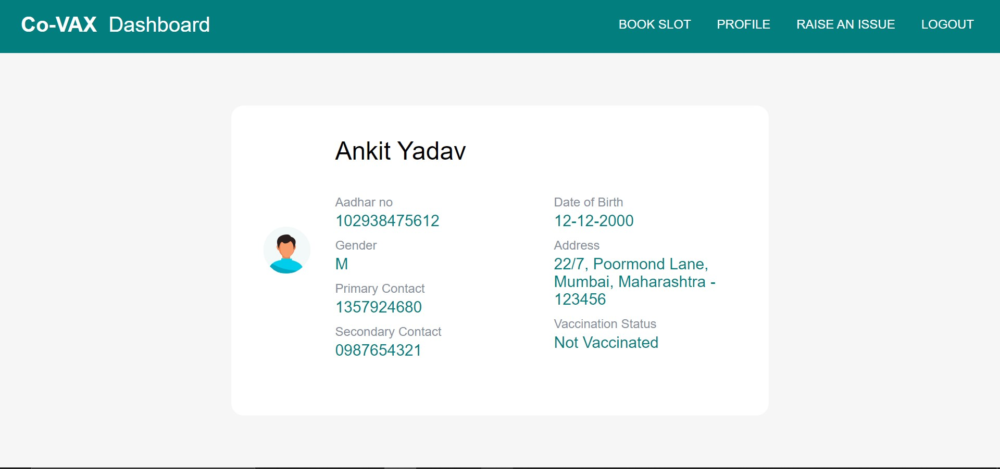 Co-VAX Dashboard
BOOK SLOT PROFILE RAISE AN ISSUE LOGOUT
Ankit Yadav
Aadhar no
102938475612
Gender
M
Primary Contact
1357924680
Secondary Contact
0987654321
Date of Birth
12-12-2000
Address
22/7, Poormond Lane,
Mumbai, Maharashtra -
123456
Vaccination Status
Not Vaccinated